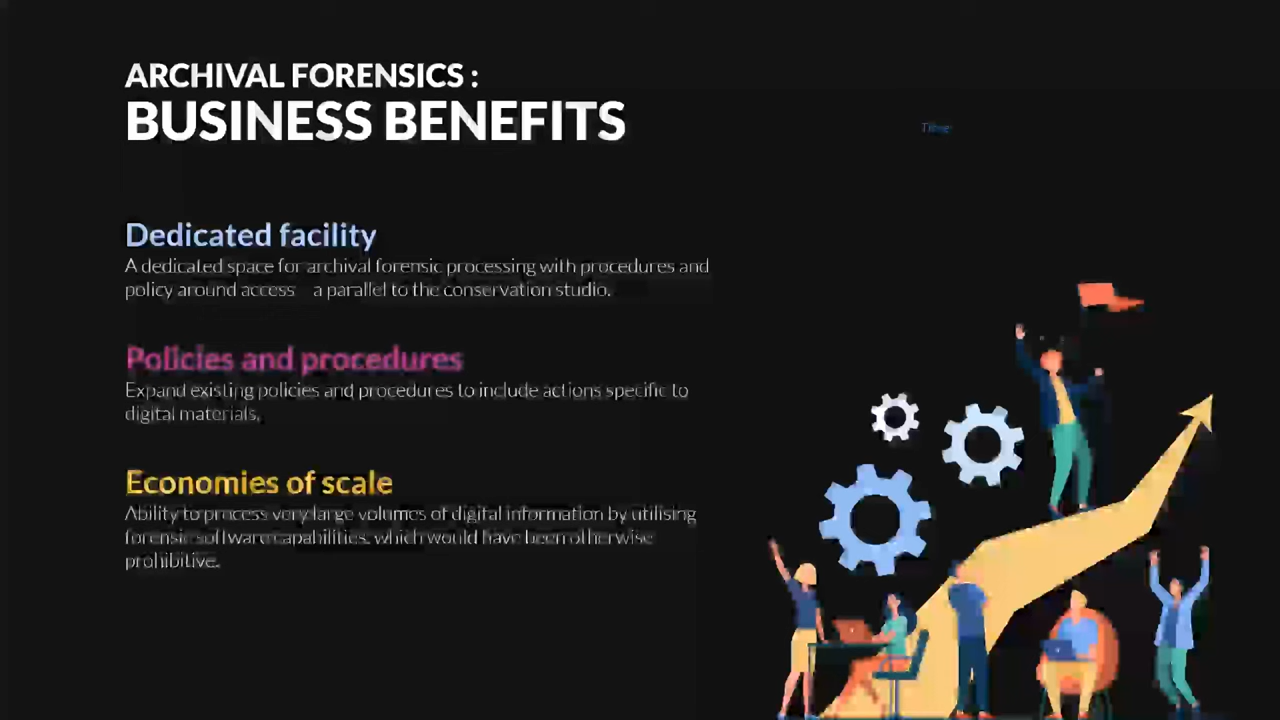 ARCHIVAL FORENSICS :
BUSINESS BENEFITS
Time
Dedicated facility
A dedicated space for archival forensic processing with procedures and
policy around access a parallel to the conservation studio.
Policies and procedures
Expand existing policies and procedures to include actions specific to
digital materials.
Economies of scale
Ability to process very large volumes of digital information by utilising
forensic software capabilities, which would have been otherwise
prohibitive.